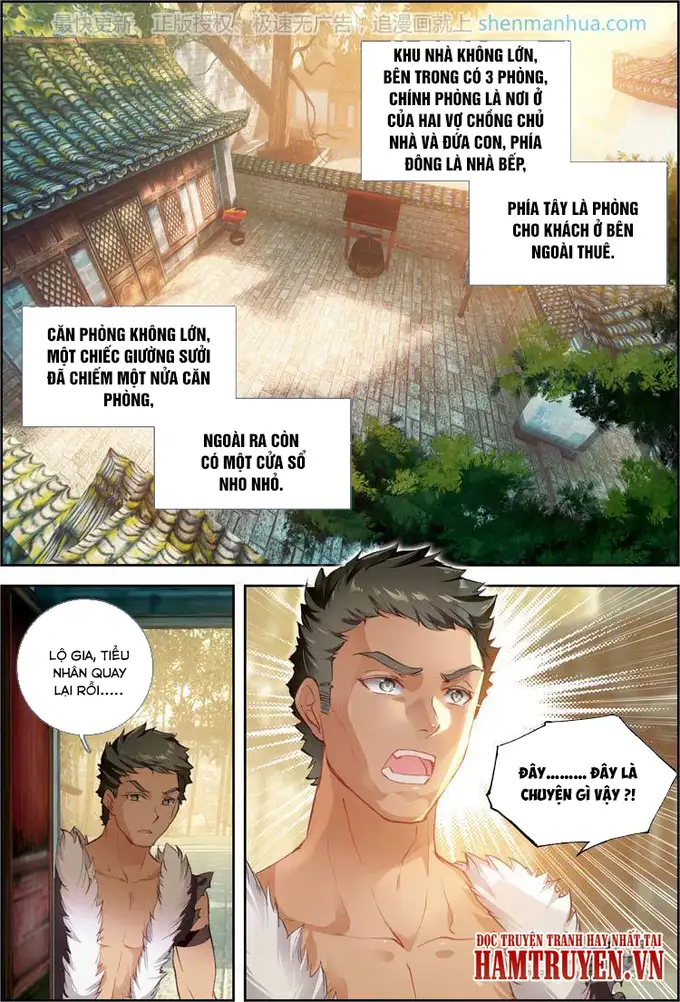 最快更新 , 正版授权 , 极速无广告 , 追漫画就上 shenmanhua.com
KHU NHÀ KHÔNG LỚN,
BÊN TRONG CÓ 3 PHÒNG,
CHÍNH PHÒNG LÀ NƠI Ở
CỦA HAI VỢ CHỒNG CHỦ
NHÀ VÀ ĐỨA CON, PHÍA
ĐÔNG LÀ NHÀ BẾP,
PHÍA TÂY LÀ PHÒNG
CHO KHÁCH Ở BÊN
NGOÀI THUÊ.
CĂN PHÒNG KHÔNG LỚN,
MỘT CHIẾC GIƯỜNG SƯỞI
ĐÃ CHIẾM MỘT NỬA CĂN
PHÒNG,
NGOÀI RA CÒN
CÓ MỘT CỬA SỔ
NHO NHỎ.
LỘ GIA, TIỂU
NHÂN QUAY
LẠI RỒI.....
ĐÂY......... ĐÂY LÀ
CHUYỆN GÌ VẬY ?!
ĐỌC TRUYỆN TRANH HAY NHẤT TẠI
HAMTRUYEN.VN